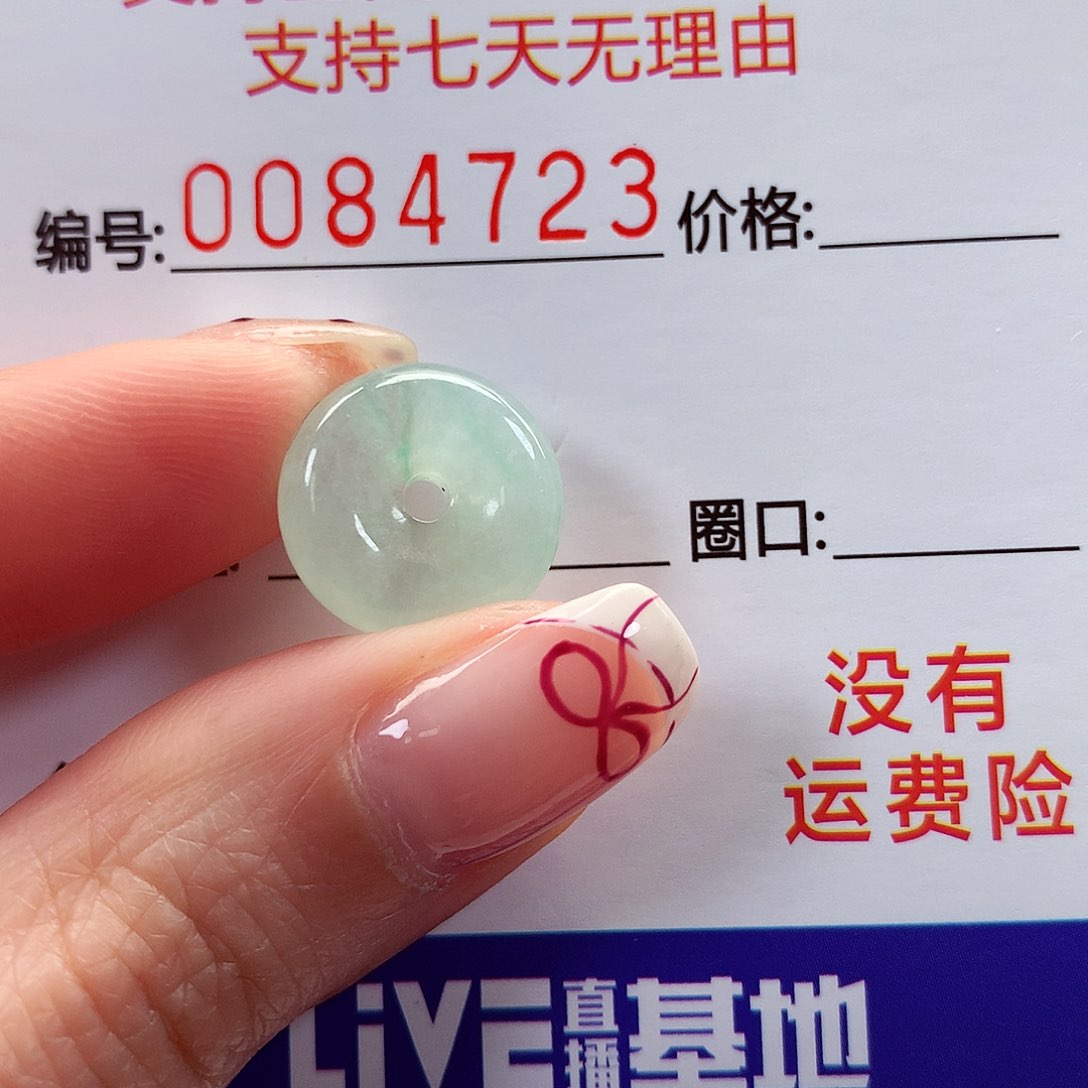 支持七天无理由
编号: 0084723 价格:
圈口:
没有
运费险
LiVE 直播 基地